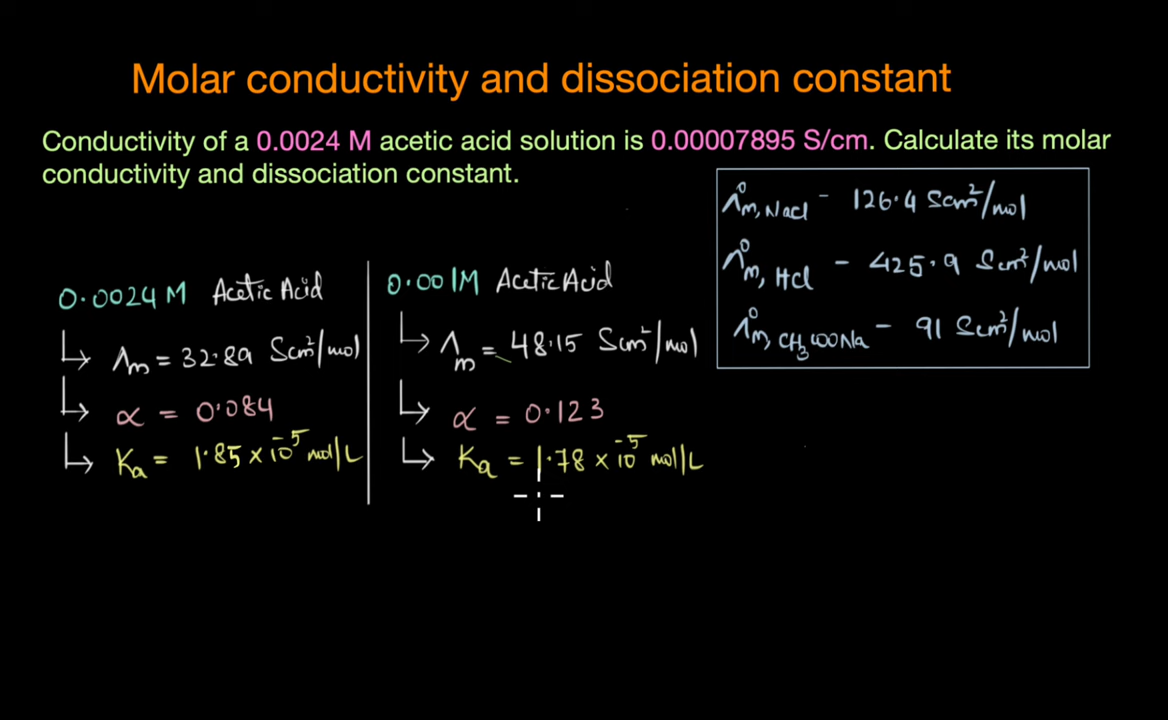 Molar conductivity and dissociation constant
Conductivity of a 0.0024 M acetic acid solution is 0.00007895 S/cm. Calculate its molar
conductivity and dissociation constant.
Λ⁰m, NaCl - 126.4 Scm²/mol
Λ⁰m, HCl - 425.9 Scm²/mol
Λ⁰m, CH₃COONa - 91 Scm²/mol
0.0024 M Acetic Acid
↳ Λm = 32.89 Scm²/mol
↳ α = 0.084
↳ Ka = 1.85 × 10⁻⁵ mol/L
0.001M Acetic Acid
↳ Λm = 48.15 Scm²/mol
↳ α = 0.123
↳ Ka = 1.78 × 10⁻⁵ mol/L